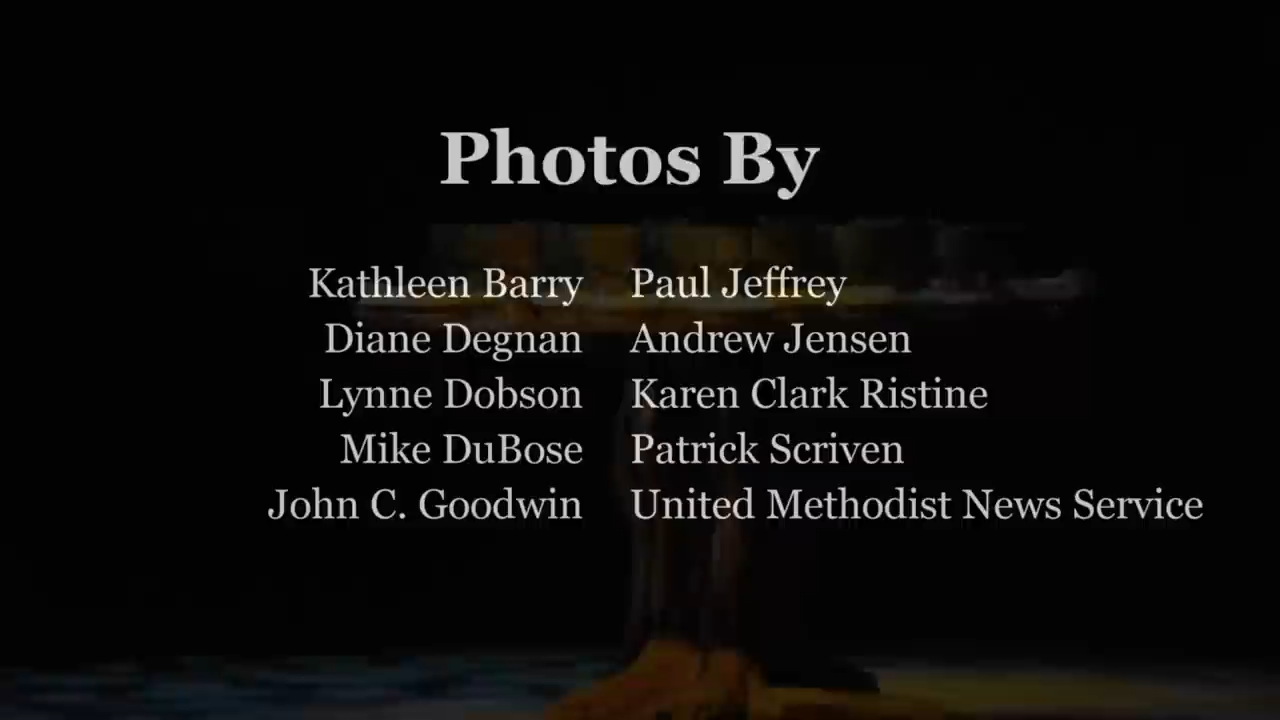 Photos By
Kathleen Barry
Diane Degnan
Lynne Dobson
Mike DuBose
John C. Goodwin
Paul Jeffrey
Andrew Jensen
Karen Clark Ristine
Patrick Scriven
United Methodist News Service